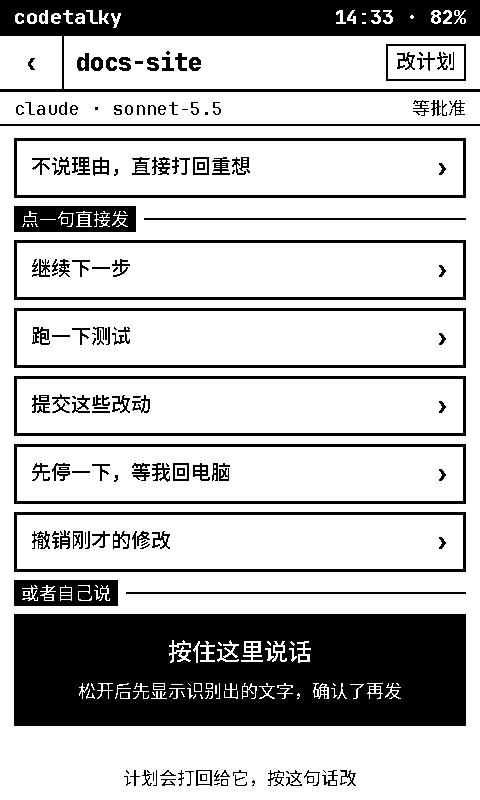 codetalky 14:33 · 82%
‹ docs-site 改计划
claude · sonnet-5.5 等批准
不说理由，直接打回重想 ›
点一句直接发
继续下一步 ›
跑一下测试 ›
提交这些改动 ›
先停一下，等我回电脑 ›
撤销刚才的修改 ›
或者自己说
按住这里说话
松开后先显示识别出的文字，确认了再发
计划会打回给它，按这句话改